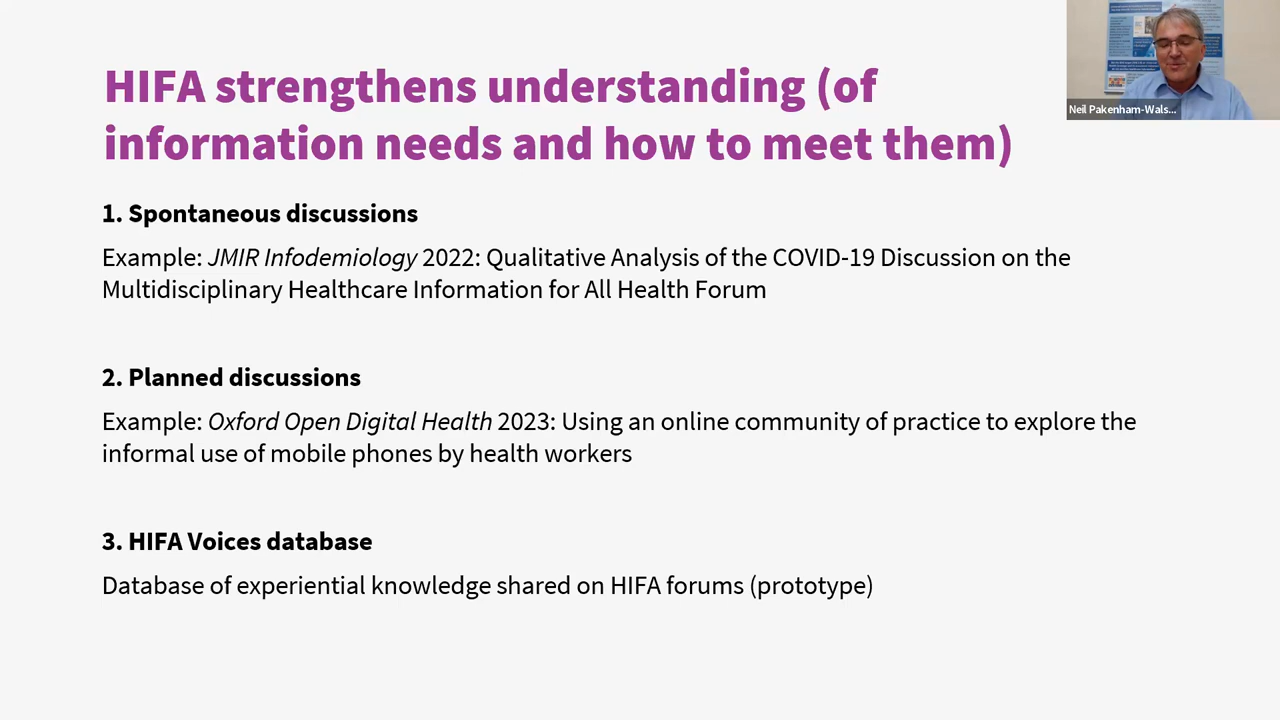 HIFA strengthens understanding (of
information needs and how to meet them)
Neil Pakenham-Wals...
1. Spontaneous discussions
Example: JMIR Infodemiology 2022: Qualitative Analysis of the COVID-19 Discussion on the
Multidisciplinary Healthcare Information for All Health Forum
2. Planned discussions
Example: Oxford Open Digital Health 2023: Using an online community of practice to explore the
informal use of mobile phones by health workers
3. HIFA Voices database
Database of experiential knowledge shared on HIFA forums (prototype)